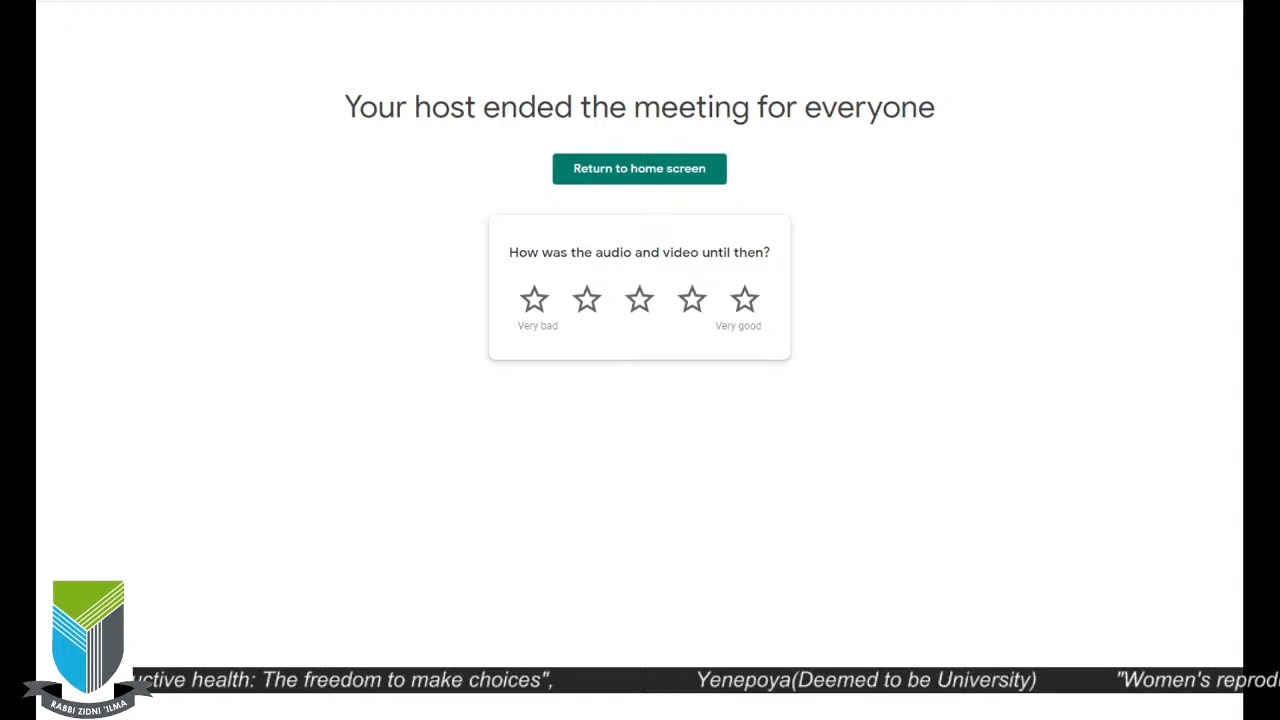 Your host ended the meeting for everyone
Return to home screen
How was the audio and video until then?
Very bad
Very good
uctive health: The freedom to make choices", Yenepoya(Deemed to be University) "Women's reprodu
RABBI ZIDNI 'ILMA